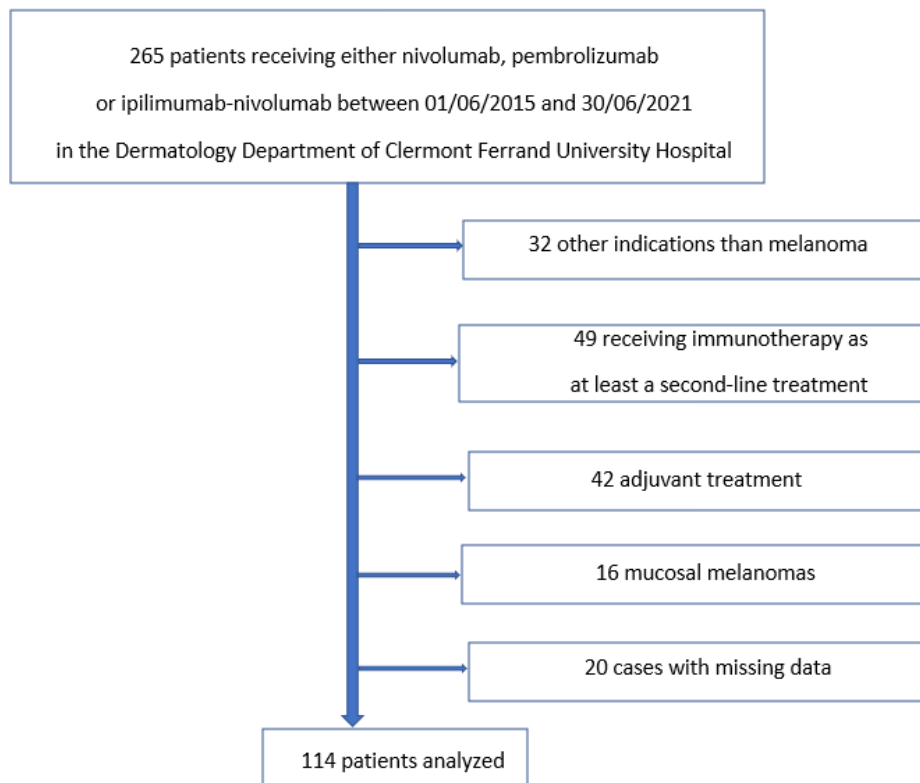 265 patients receiving either nivolumab, pembrolizumab
or ipilimumab-nivolumab between 01/06/2015 and 30/06/2021
in the Dermatology Department of Clermont Ferrand University Hospital
32 other indications than melanoma
49 receiving immunotherapy as
at least a second-line treatment
42 adjuvant treatment
16 mucosal melanomas
20 cases with missing data
114 patients analyzed